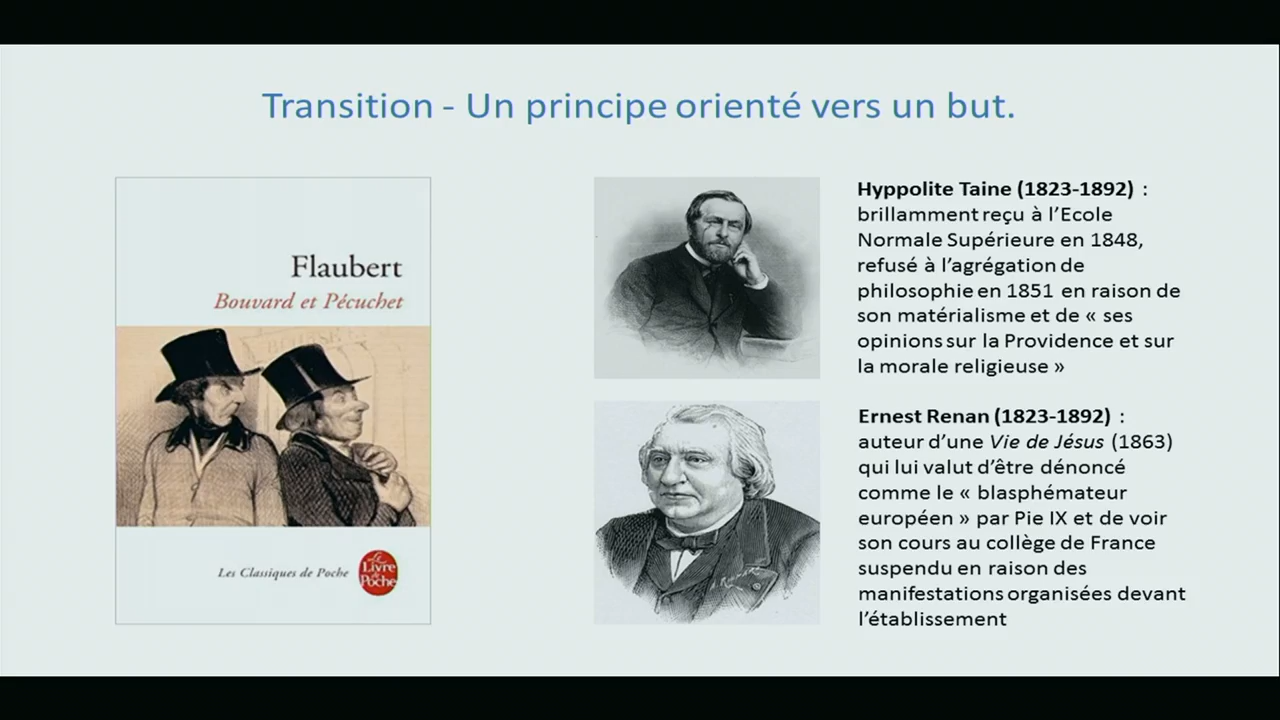 Transition - Un principe orienté vers un but.
Flaubert
Bouvard et Pécuchet
Les Classiques de Poche
Le
Livre
de
Poche
Hyppolite Taine (1823-1892) :
brillamment reçu à l'Ecole
Normale Supérieure en 1848,
refusé à l'agrégation de
philosophie en 1851 en raison de
son matérialisme et de « ses
opinions sur la Providence et sur
la morale religieuse »
Ernest Renan (1823-1892) :
auteur d'une Vie de Jésus (1863)
qui lui valut d'être dénoncé
comme le « blasphémateur
européen » par Pie IX et de voir
son cours au collège de France
suspendu en raison des
manifestations organisées devant
l'établissement